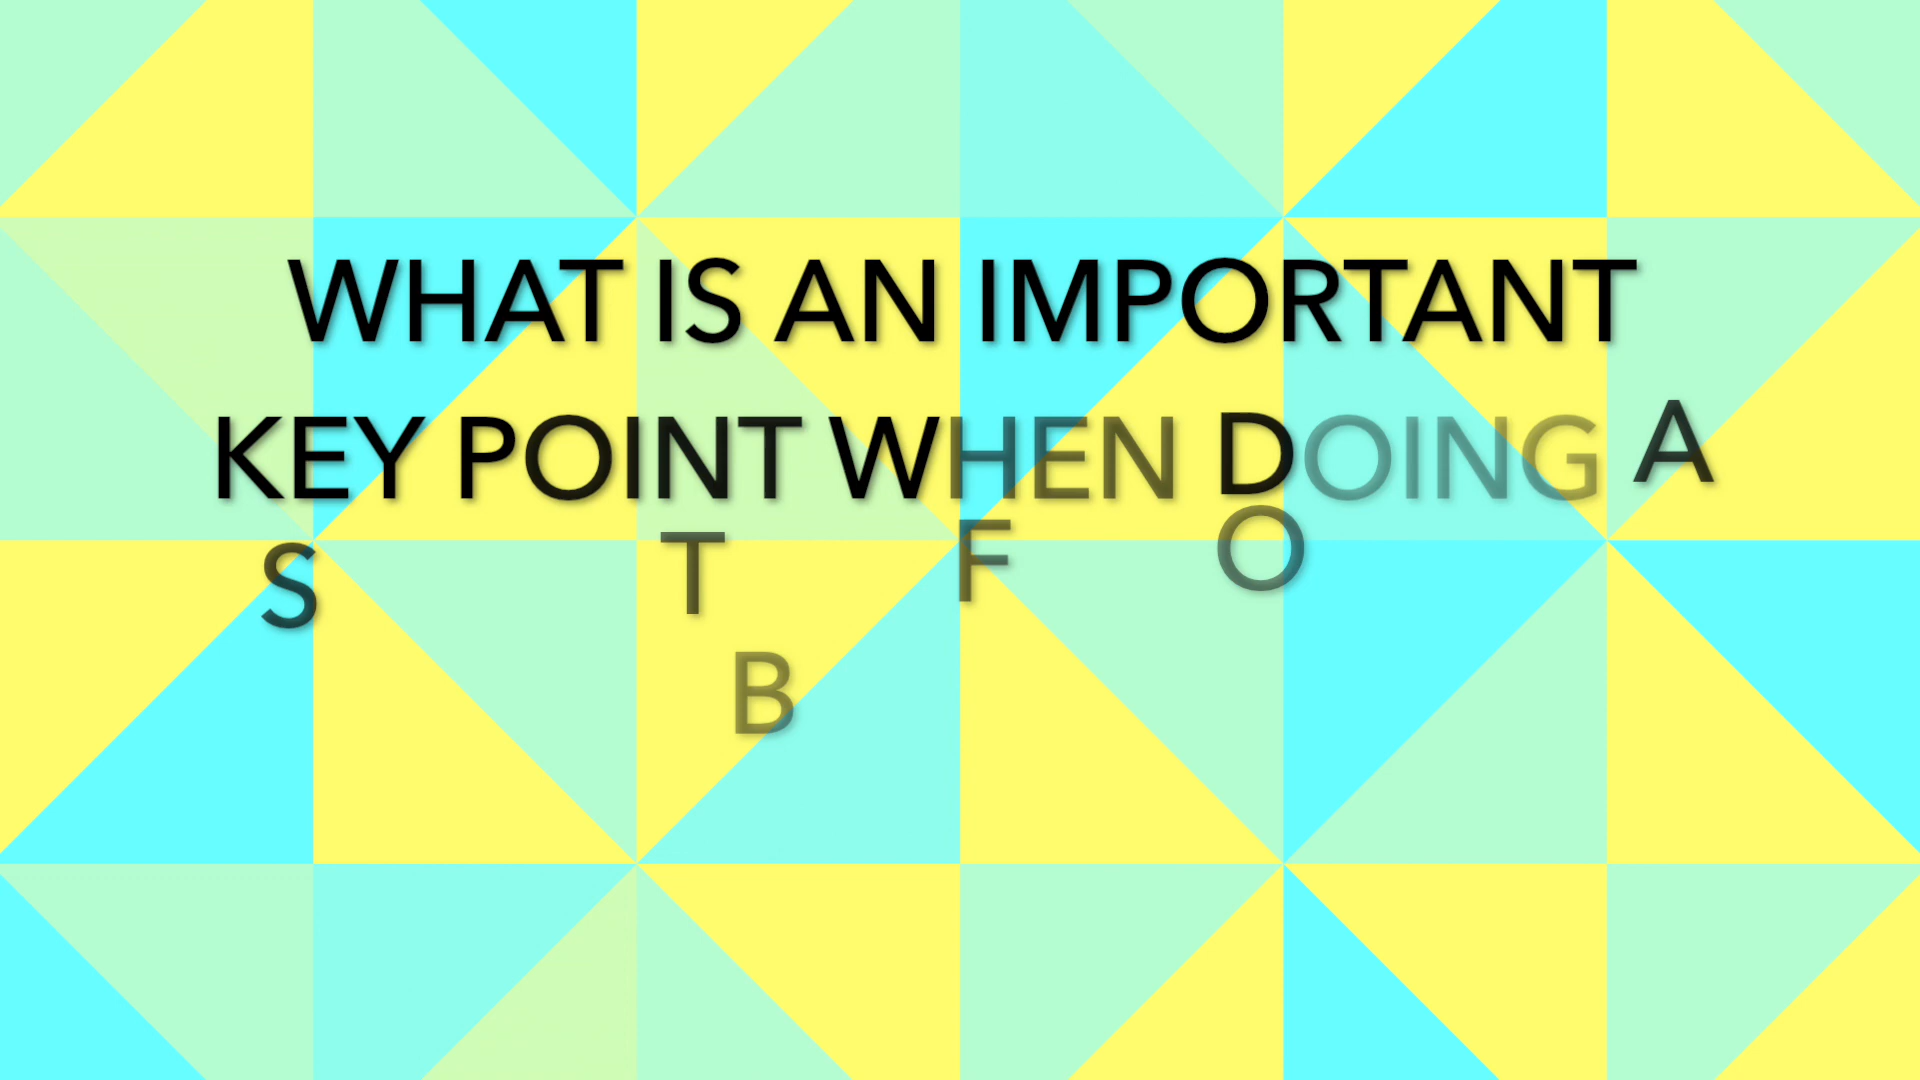 WHAT IS AN IMPORTANT
KEY POINT WHEN DOING A
S T F O
B